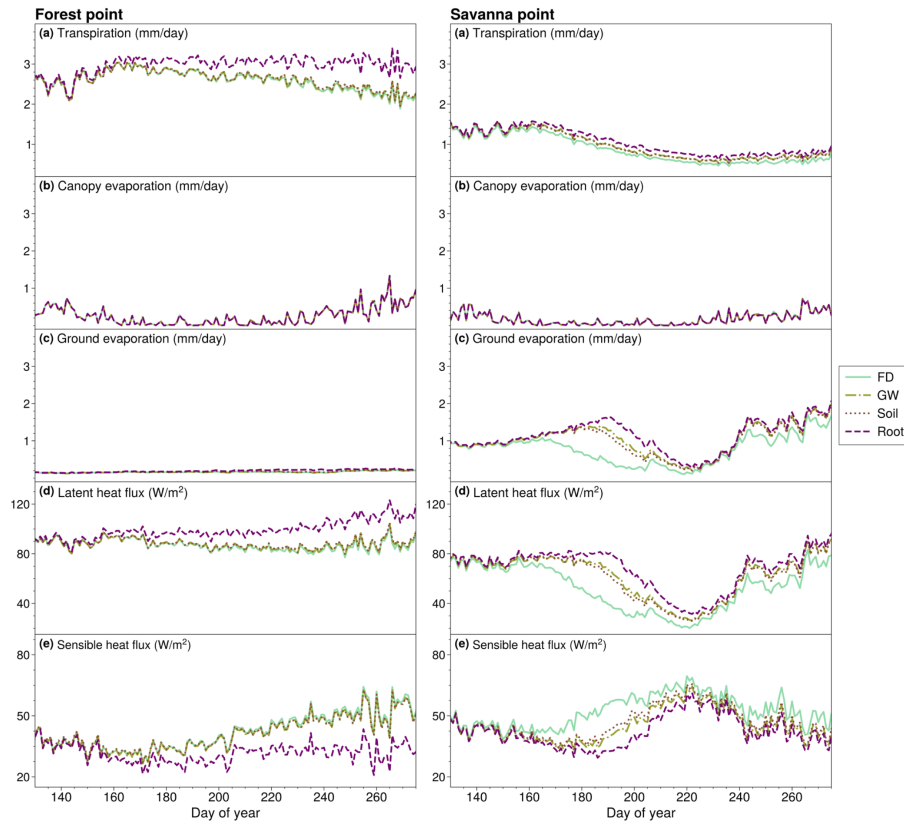 Forest point
(a) Transpiration (mm/day)
3
2
1
(b) Canopy evaporation (mm/day)
3
2
1
(c) Ground evaporation (mm/day)
3
2
1
(d) Latent heat flux (W/m²)
120
80
40
(e) Sensible heat flux (W/m²)
80
50
20
140 160 180 200 220 240 260
Day of year
Savanna point
(a) Transpiration (mm/day)
3
2
1
(b) Canopy evaporation (mm/day)
3
2
1
(c) Ground evaporation (mm/day)
3
2
1
(d) Latent heat flux (W/m²)
120
80
40
(e) Sensible heat flux (W/m²)
80
50
20
140 160 180 200 220 240 260
Day of year
FD
GW
Soil
Root